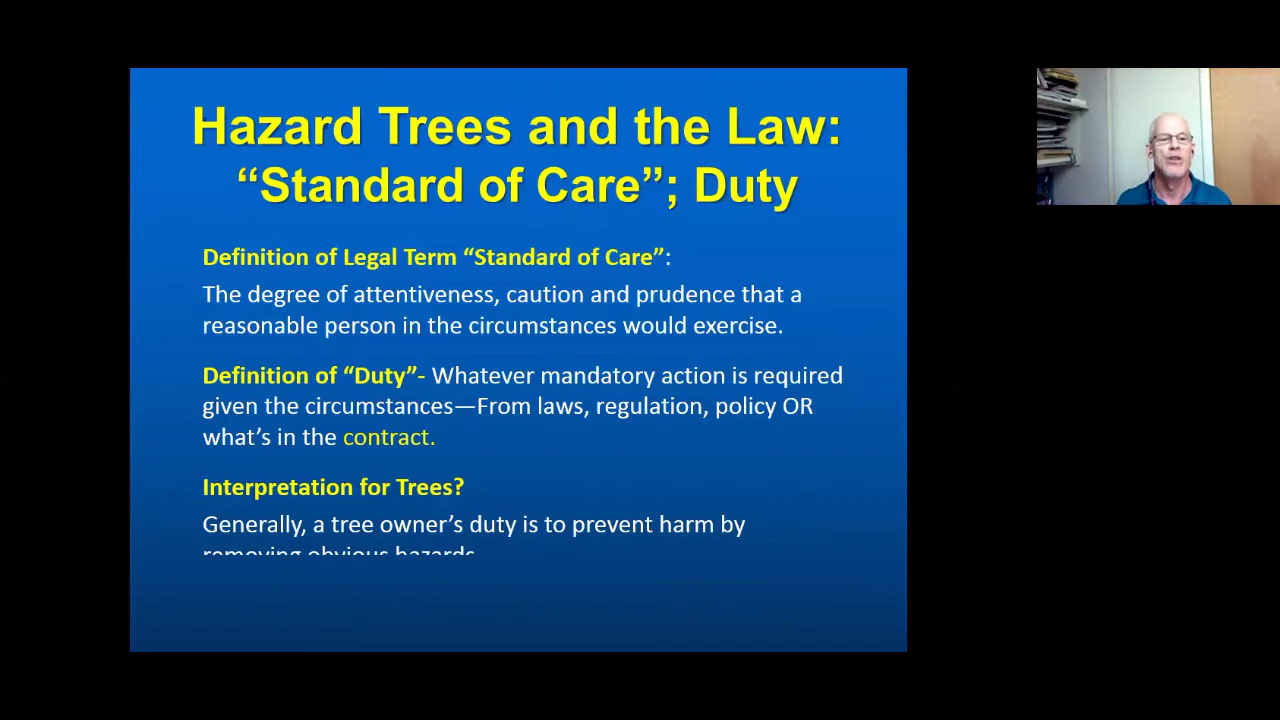 Hazard Trees and the Law:
“Standard of Care”; Duty
Definition of Legal Term “Standard of Care”:
The degree of attentiveness, caution and prudence that a
reasonable person in the circumstances would exercise.
Definition of “Duty”- Whatever mandatory action is required
given the circumstances—From laws, regulation, policy OR
what’s in the contract.
Interpretation for Trees?
Generally, a tree owner’s duty is to prevent harm by
removing obvious hazards